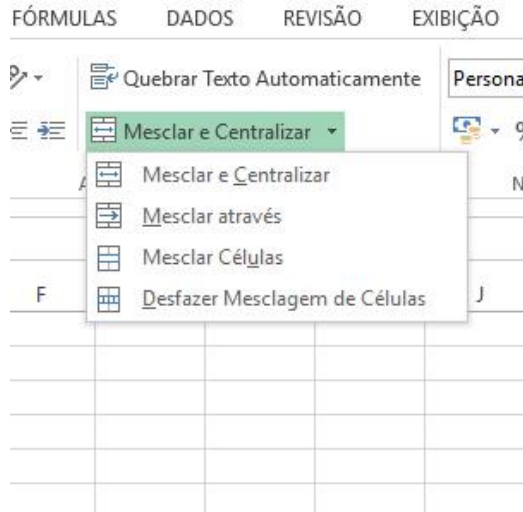 FÓRMULAS DADOS REVISÃO EXIBIÇÃO
Quebrar Texto Automaticamente Persona
Mesclar e Centralizar
Mesclar e Centralizar
Mesclar através
Mesclar Células
Desfazer Mesclagem de Células
F J